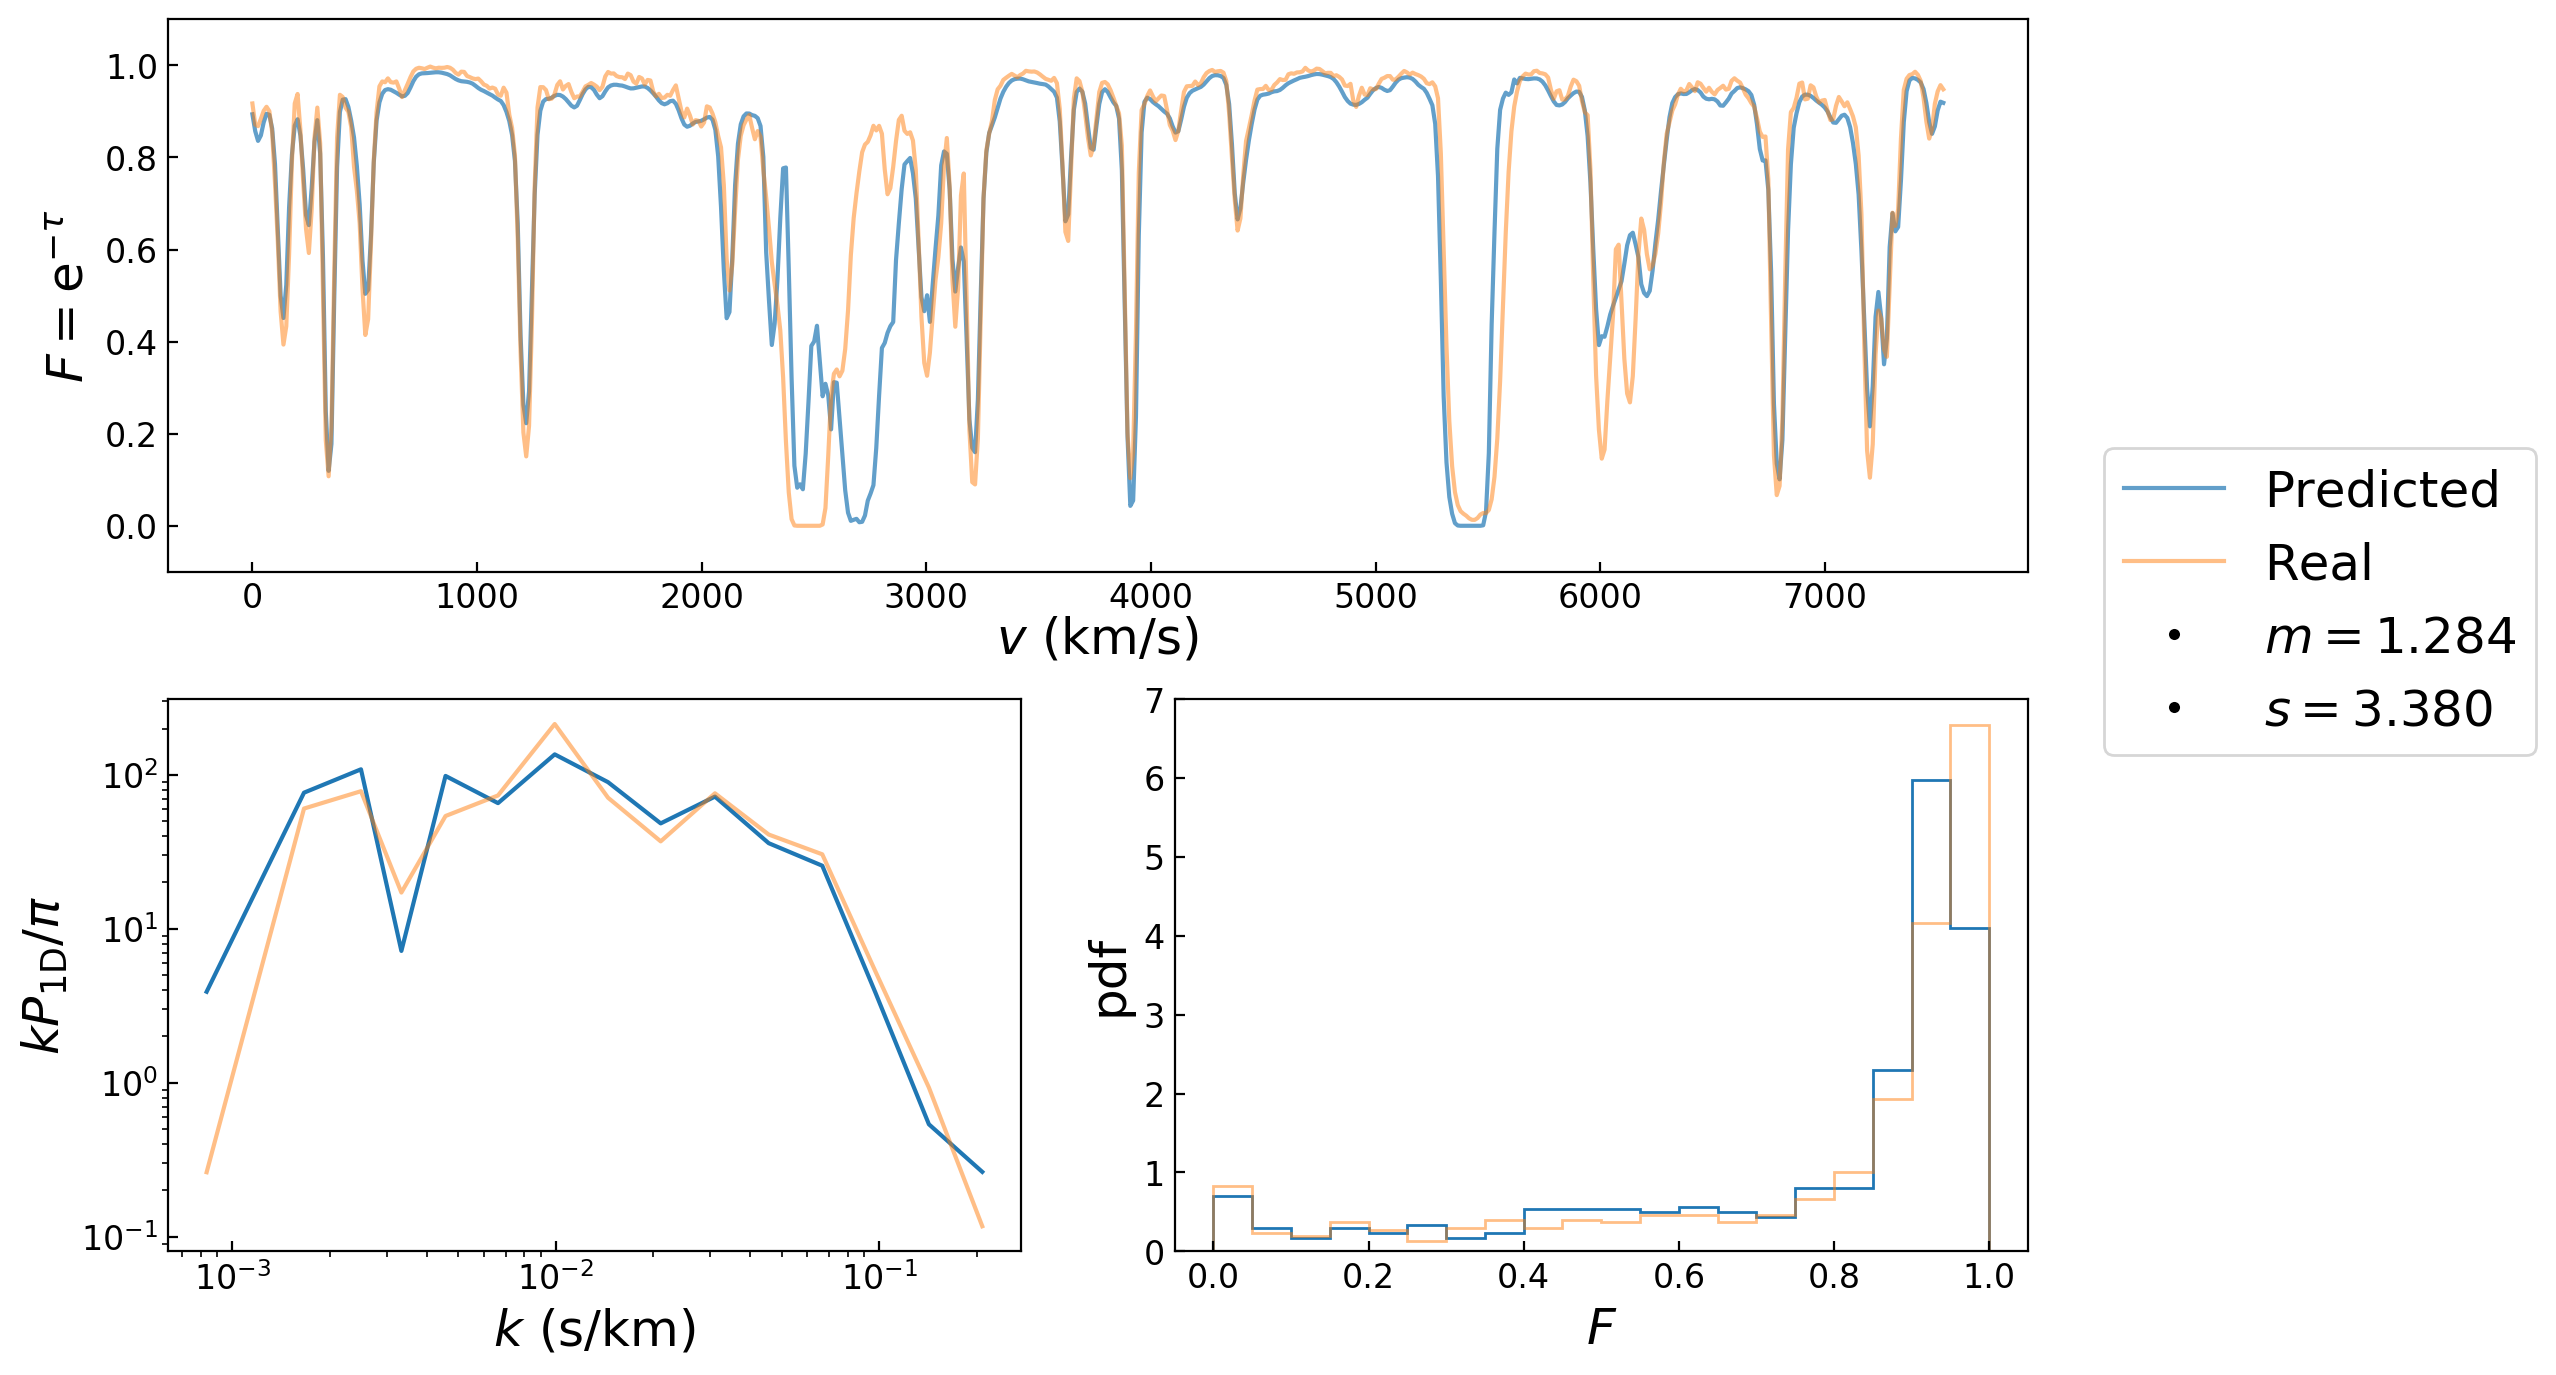 F = e^{−τ}
1.0
0.8
0.6
0.4
0.2
0.0
0 1000 2000 3000 4000 5000 6000 7000
v (km/s)
Predicted
Real
m = 1.284
s = 3.380
kP_{1D}/π
10^2
10^1
10^0
10^{−1}
10^{−3} 10^{−2} 10^{−1}
k (s/km)
pdf
7
6
5
4
3
2
1
0
0.0 0.2 0.4 0.6 0.8 1.0
F